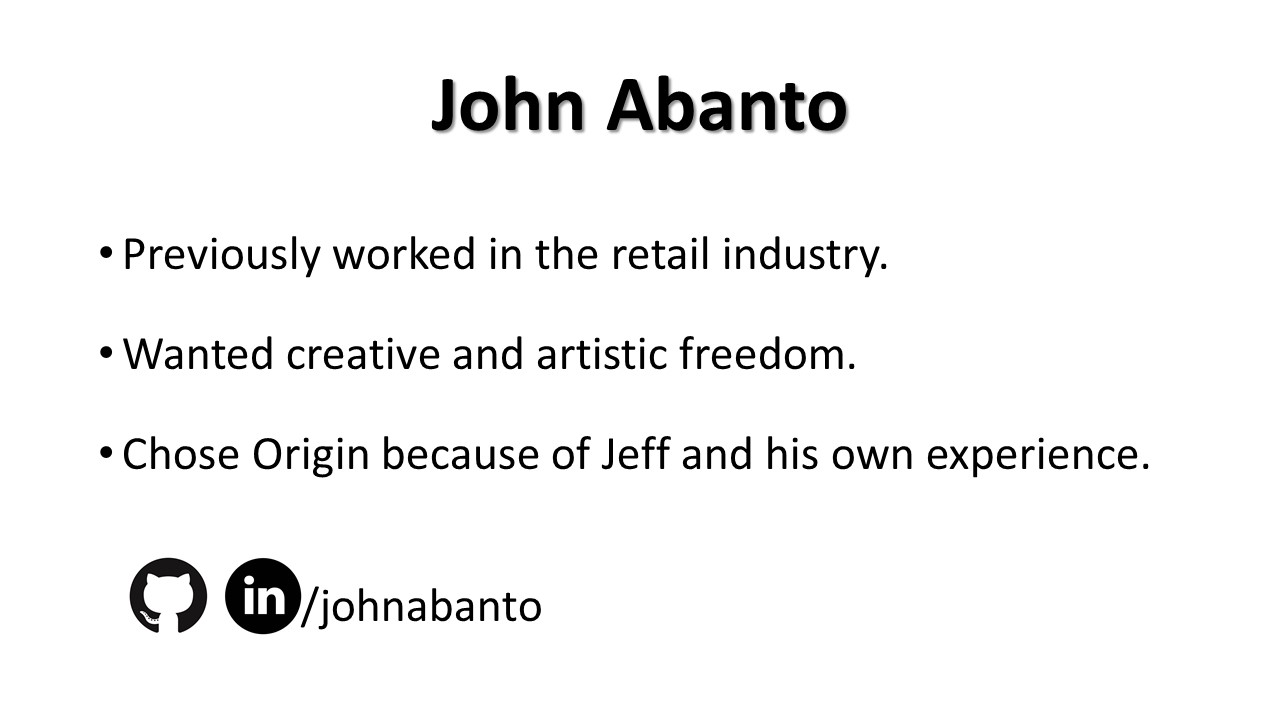 John Abanto
• Previously worked in the retail industry.
• Wanted creative and artistic freedom.
• Chose Origin because of Jeff and his own experience.
in /johnabanto